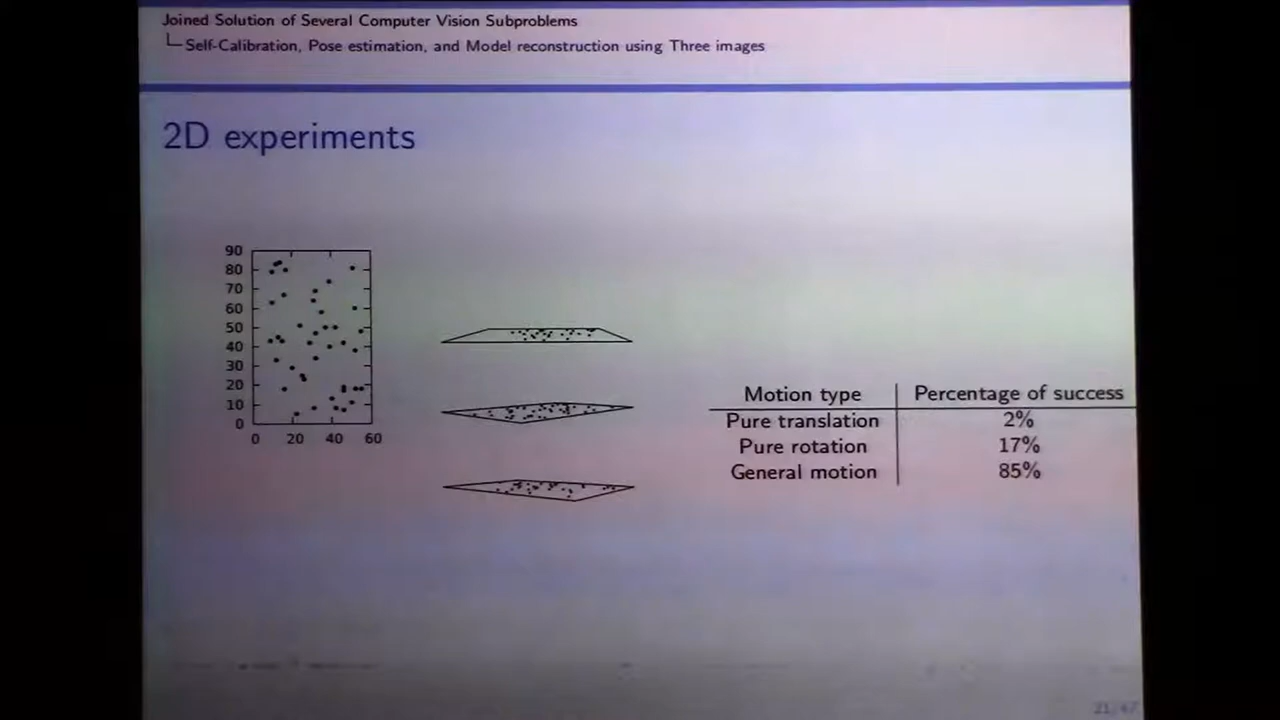 Joined Solution of Several Computer Vision Subproblems
Self-Calibration, Pose estimation, and Model reconstruction using Three images
2D experiments
90
80
70
60
50
40
30
20
10
0
0 20 40 60
Motion type Percentage of success
Pure translation 2%
Pure rotation 17%
General motion 85%